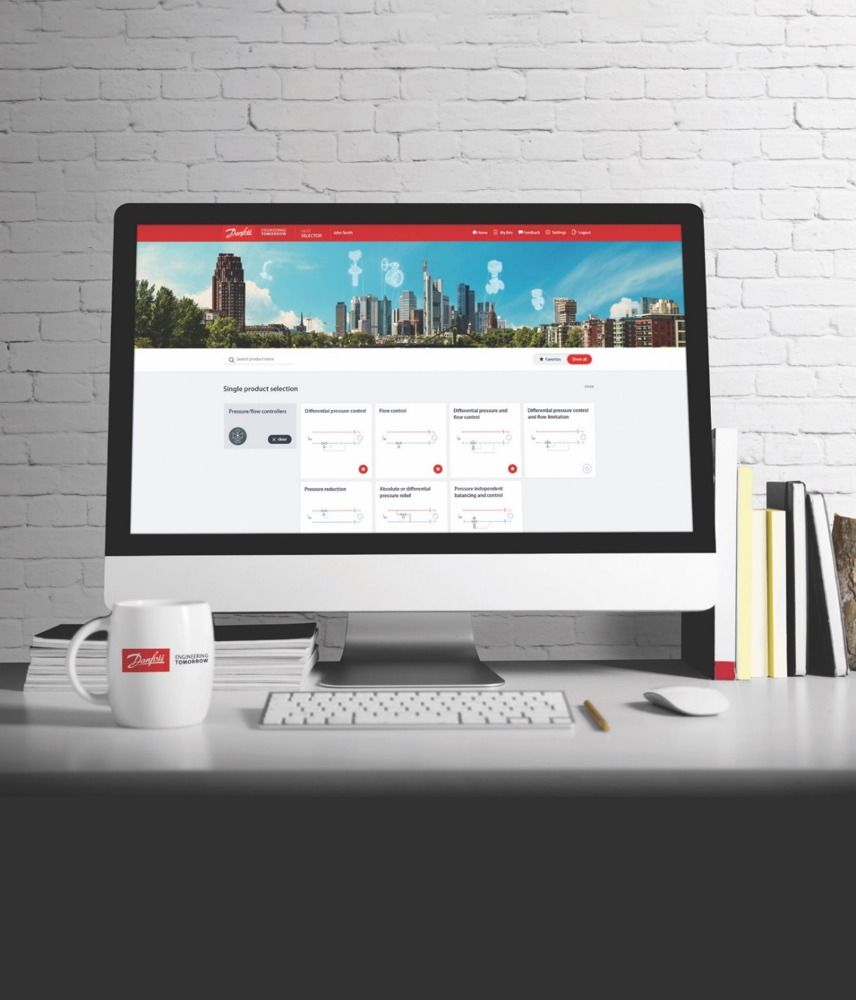 Danfoss
ENGINEERING
TOMORROW
HEAT
SELECTOR
John Smith
Home
My lists
Feedback
Settings
Logout
Search product name
Favorites
Show all
Single product selection
close
Pressure/flow controllers
close
Differential pressure control
Flow control
Differential pressure and
flow control
Differential pressure control
and flow limitation
Pressure reduction
Absolute or differential
pressure relief
Pressure independent
balancing and control
Danfoss
ENGINEERING
TOMORROW